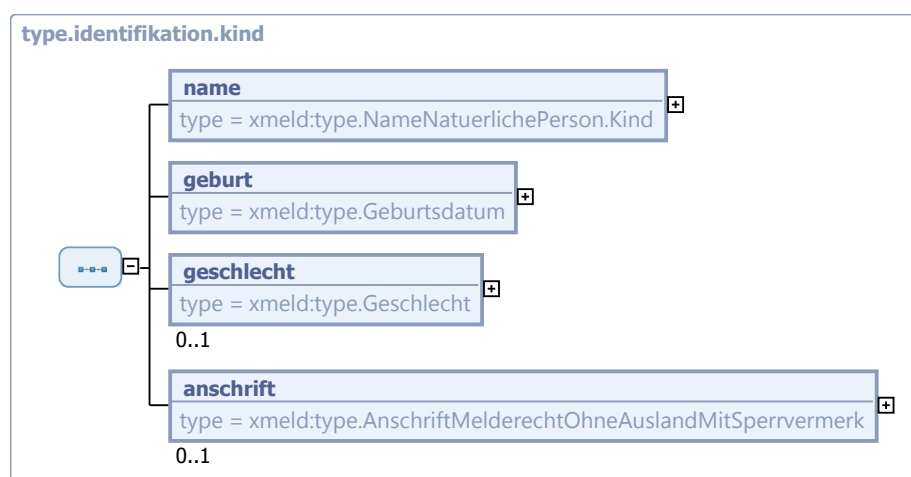 type.identifikation.kind
name
type = xmeld:type.NameNatuerlichePerson.Kind
geburt
type = xmeld:type.Geburtsdatum
geschlecht
type = xmeld:type.Geschlecht
0..1
anschrift
type = xmeld:type.AnschriftMelderechtOhneAuslandMitSperrvermerk
0..1